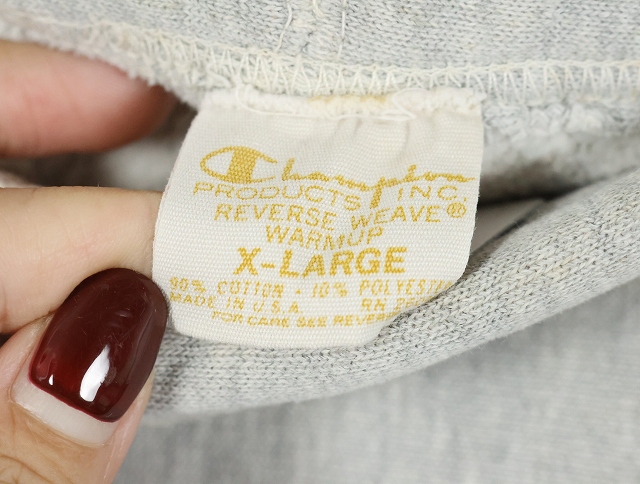 Champion
PRODUCTS INC.
REVERSE WEAVE®
WARMUP
X-LARGE
90% COTTON - 10% POLYESTER
MADE IN U.S.A. RN
FOR CARE SEE REVERSE